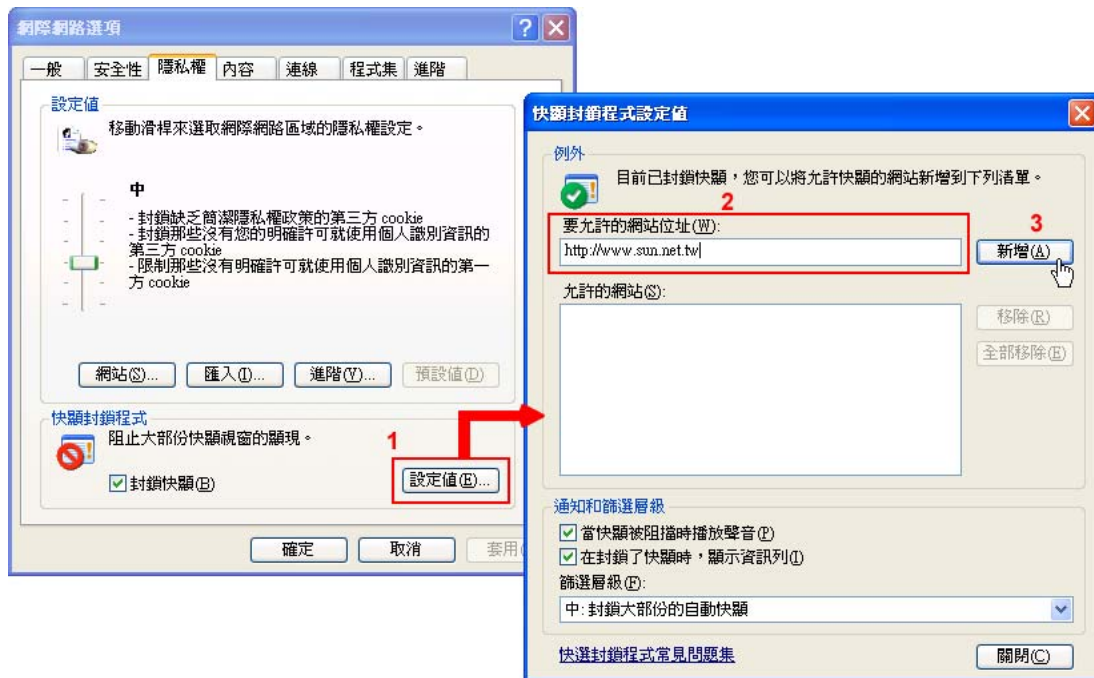 網際網路選項
一般 安全性 隱私權 內容 連線 程式集 進階
設定值
移動滑桿來選取網際網路區域的隱私權設定。
中
- 封鎖缺乏簡潔隱私權政策的第三方 cookie
- 封鎖那些沒有您的明確許可就使用個人識別資訊的
第三方 cookie
- 限制那些沒有明確許可就使用個人識別資訊的第一
方 cookie
網站(S)... 匯入(I)... 進階(V)... 預設值(D)
快顯封鎖程式
阻止大部份快顯視窗的顯現。
1
封鎖快顯(B)
設定值(E)...
確定 取消 套用(
快顯封鎖程式設定值
例外
目前已封鎖快顯,您可以將允許快顯的網站新增到下列清單。
2
要允許的網站位址(W):
3
http://www.sun.net.tw
新增(A)
允許的網站(S):
移除(R)
全部移除(E)
通知和篩選層級
當快顯被阻擋時播放聲音(P)
在封鎖了快顯時,顯示資訊列(I)
篩選層級(F):
中: 封鎖大部份的自動快顯
快選封鎖程式常見問題集
關閉(C)